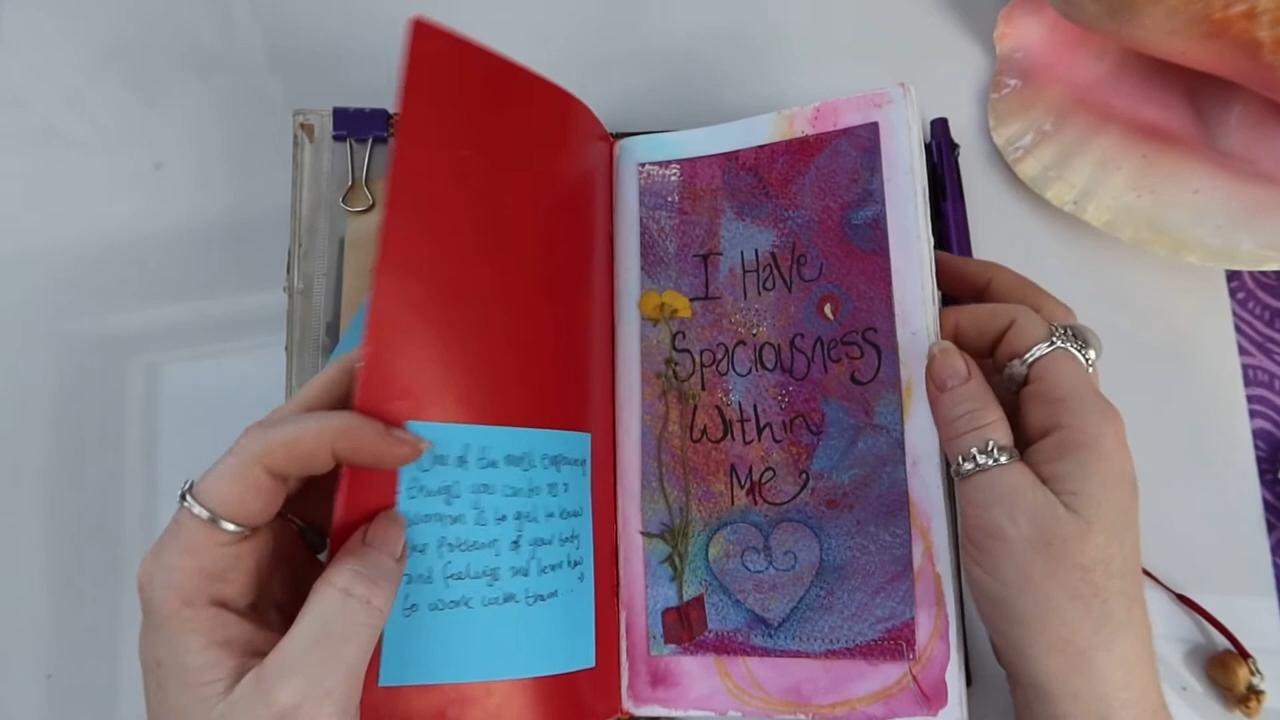 One of the most empowering
things you can do as a
woman is to get to know
the patterns of your body
and feelings and learn how
to work with them...
I Have
Spaciousness
Within
Me